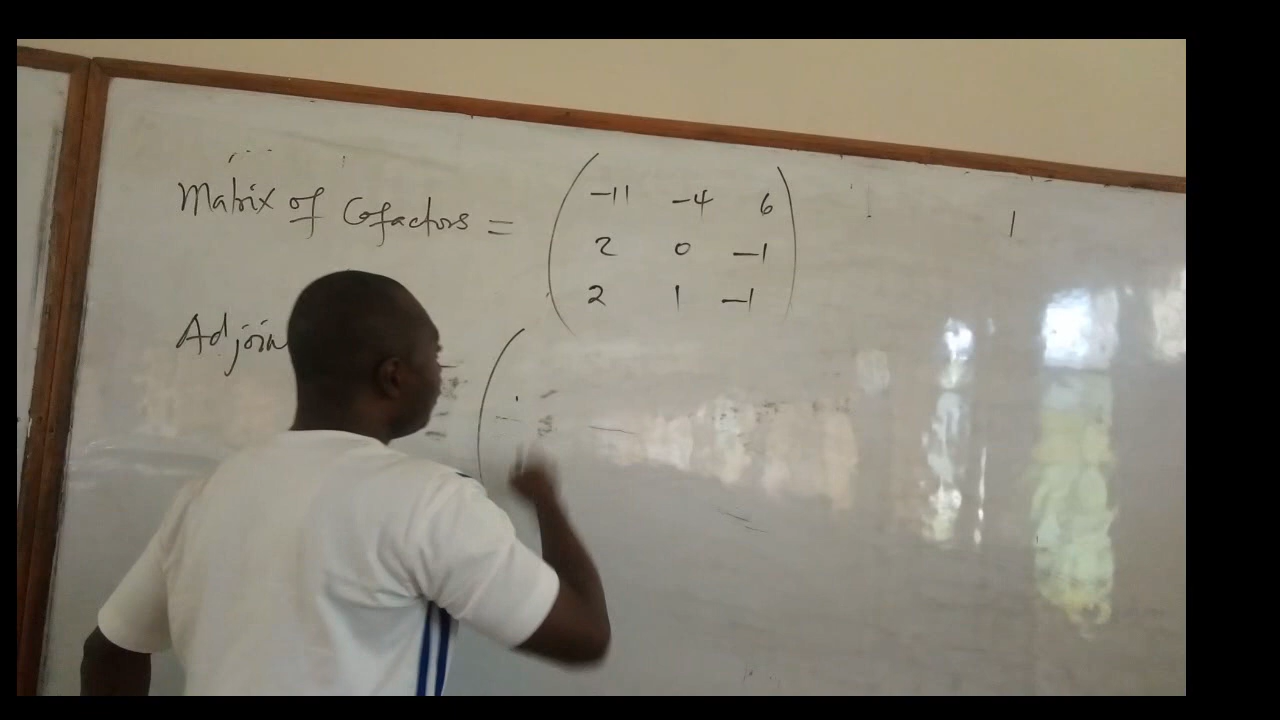 Matrix of Cofactors = ( -11 -4 6
2 0 -1
2 1 -1 )
Adjoin